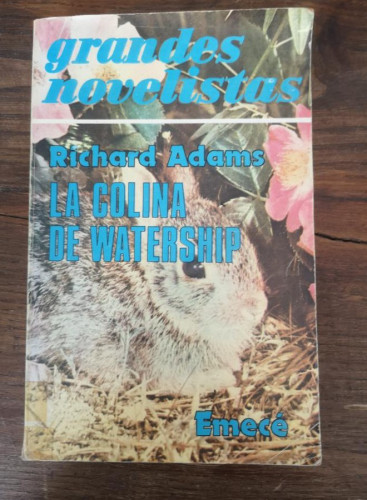 grandes
novelistas
Richard Adams
LA COLINA
DE WATERSHIP
Emecé